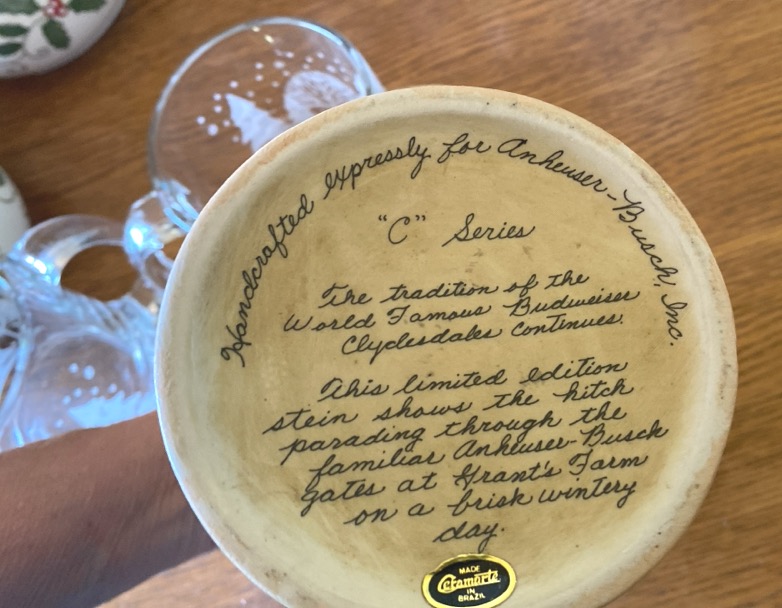 Handcrafted expressly for Anheuser-Busch, Inc.
"C" Series
The tradition of the
World Famous Budweiser
Clydesdales continues.
This limited edition
stein shows the hitch
parading through the
familiar Anheuser-Busch
gates at Grant's Farm
on a brisk wintery
day.
MADE
Ceramarte
IN
BRAZIL